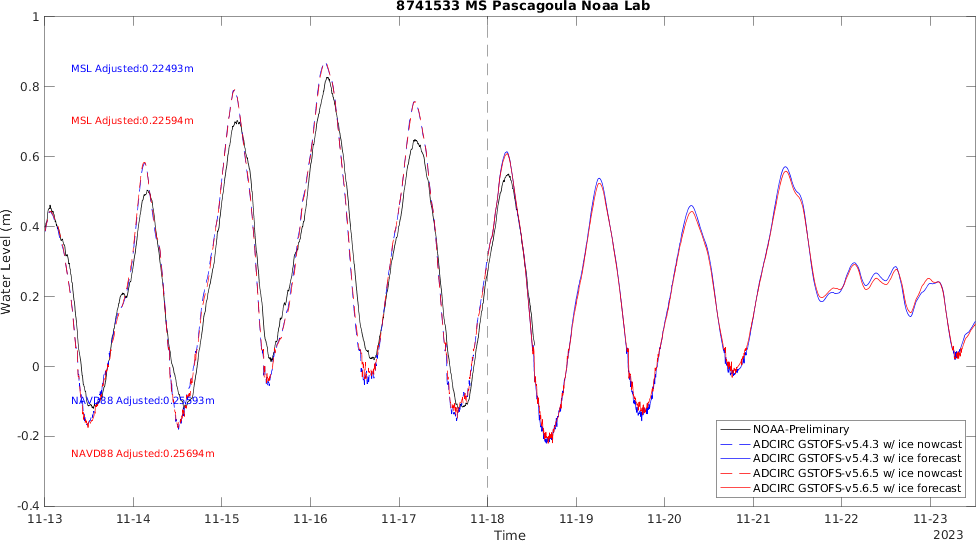 8741533 MS Pascagoula Noaa Lab
1
0.8
0.6
0.4
0.2
0
-0.2
-0.4
Water Level (m)
MSL Adjusted:0.22493m
MSL Adjusted:0.22594m
NAVD88 Adjusted:0.25593m
NAVD88 Adjusted:0.25694m
NOAA-Preliminary
ADCIRC GSTOFS-v5.4.3 w/ ice nowcast
ADCIRC GSTOFS-v5.4.3 w/ ice forecast
ADCIRC GSTOFS-v5.6.5 w/ ice nowcast
ADCIRC GSTOFS-v5.6.5 w/ ice forecast
11-13 11-14 11-15 11-16 11-17 11-18 11-19 11-20 11-21 11-22 11-23
Time
2023